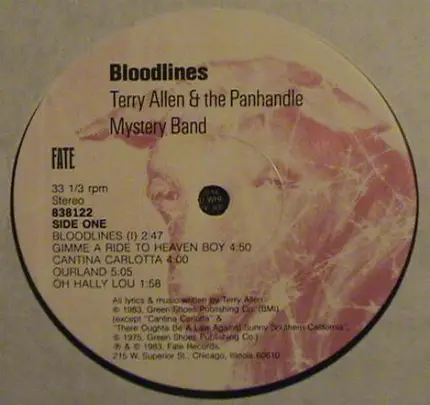 Bloodlines
Terry Allen & the Panhandle
Mystery Band
FATE
33 1/3 rpm
Stereo
838122
SIDE ONE
BLOODLINES (I) 2:47
GIMME A RIDE TO HEAVEN BOY 4:50
CANTINA CARLOTTA 4:00
OURLAND 5:05
OH HALLY LOU 1:58
All lyrics & music written by Terry Allen
© 1983, Green Shoes Publishing Co. (BMI)
(except "Cantina Carlotta" &
"There Oughta Be A Law Against Sunny Southern California",
© 1975, Green Shoes Publishing Co.)
℗ & © 1983, Fate Records,
215 W. Superior St., Chicago, Illinois 60610